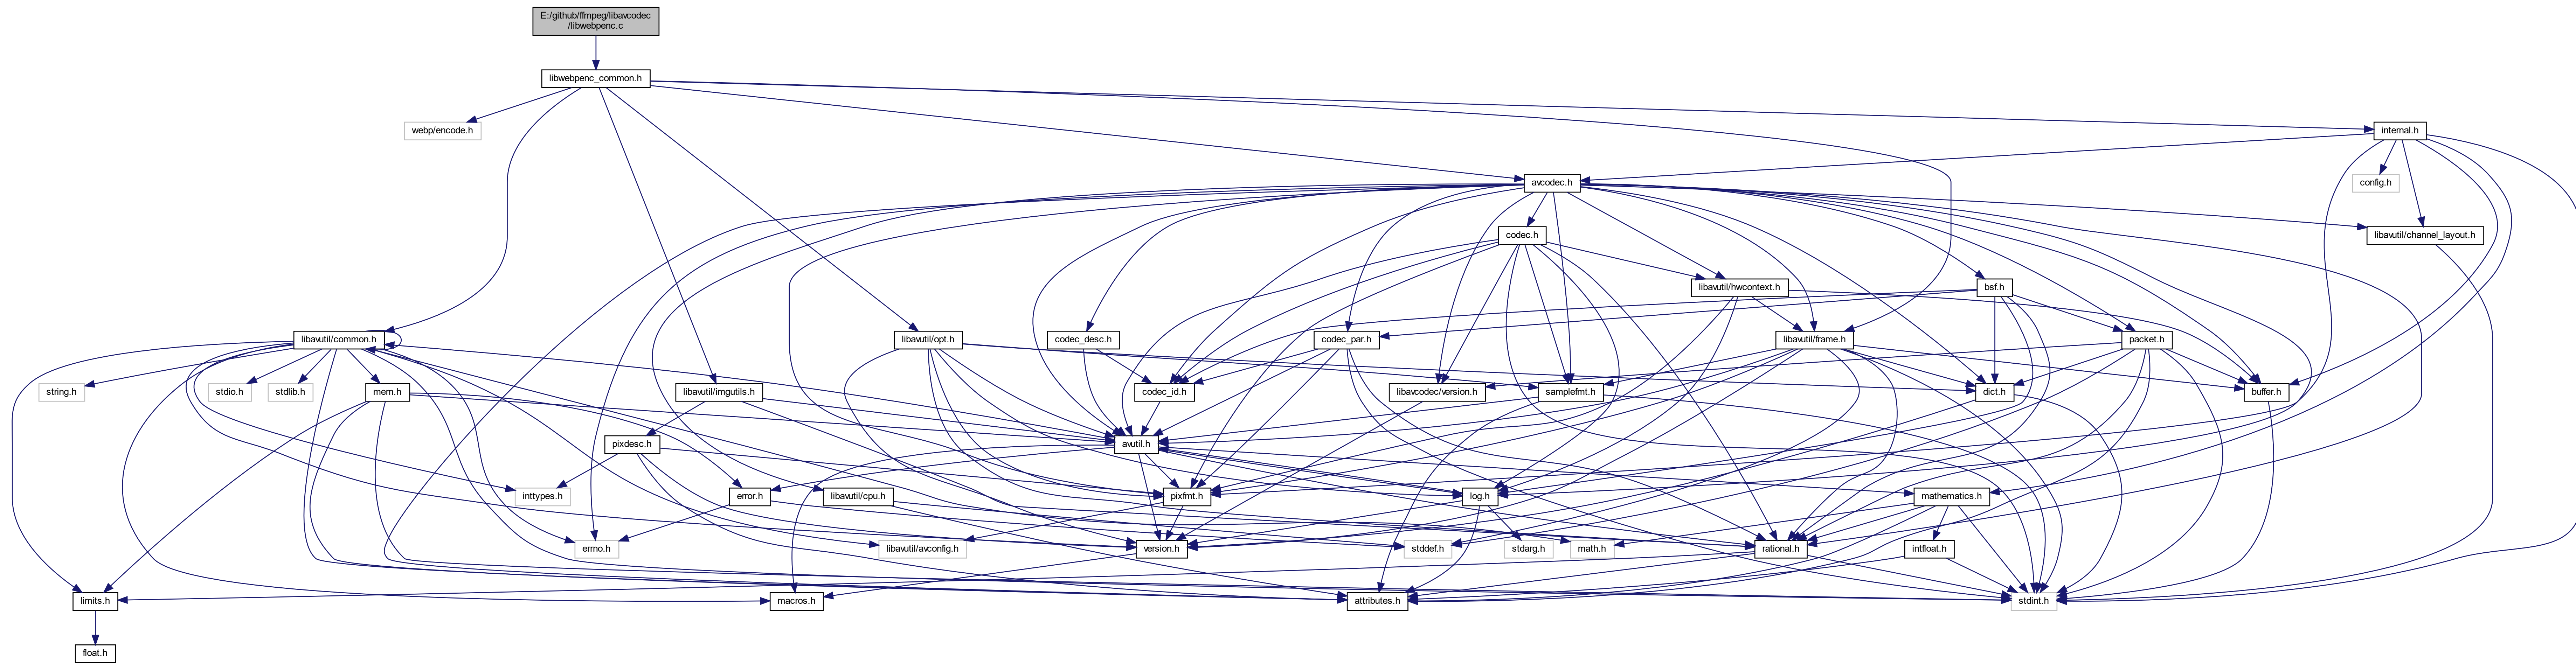 E:/github/ffmpeg/libavcodec
/libwebpenc.c
libwebpenc_common.h
webp/encode.h
internal.h
avcodec.h
config.h
codec.h
libavutil/channel_layout.h
libavutil/hwcontext.h
bsf.h
libavutil/common.h
libavutil/opt.h
codec_desc.h
codec_par.h
libavutil/frame.h
packet.h
string.h
stdio.h
stdlib.h
mem.h
libavutil/imgutils.h
codec_id.h
libavcodec/version.h
samplefmt.h
dict.h
buffer.h
pixdesc.h
avutil.h
inttypes.h
error.h
libavutil/cpu.h
pixfmt.h
log.h
mathematics.h
errno.h
libavutil/avconfig.h
version.h
stddef.h
stdarg.h
math.h
rational.h
intfloat.h
limits.h
macros.h
attributes.h
stdint.h
float.h